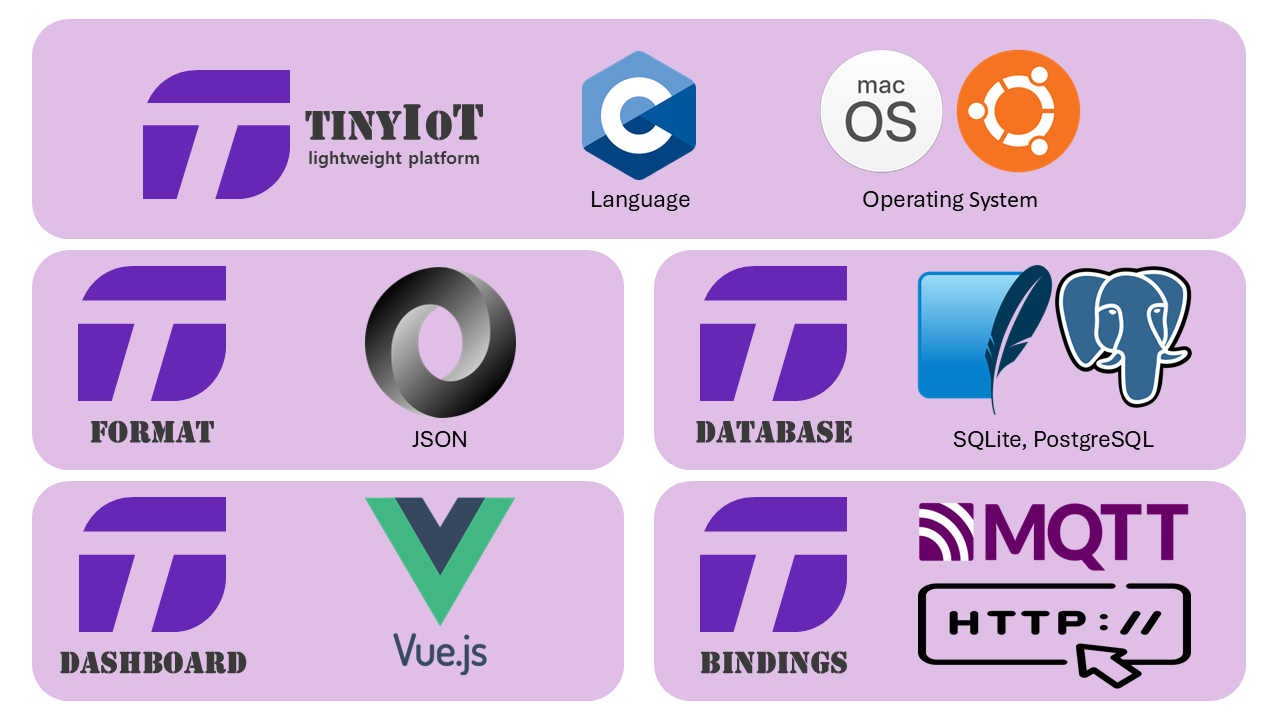 TINYIoT
lightweight platform
C
Language
mac
OS
Operating System
FORMAT
JSON
DATABASE
SQLite, PostgreSQL
DASHBOARD
Vue.js
BINDINGS
MQTT
HTTP://